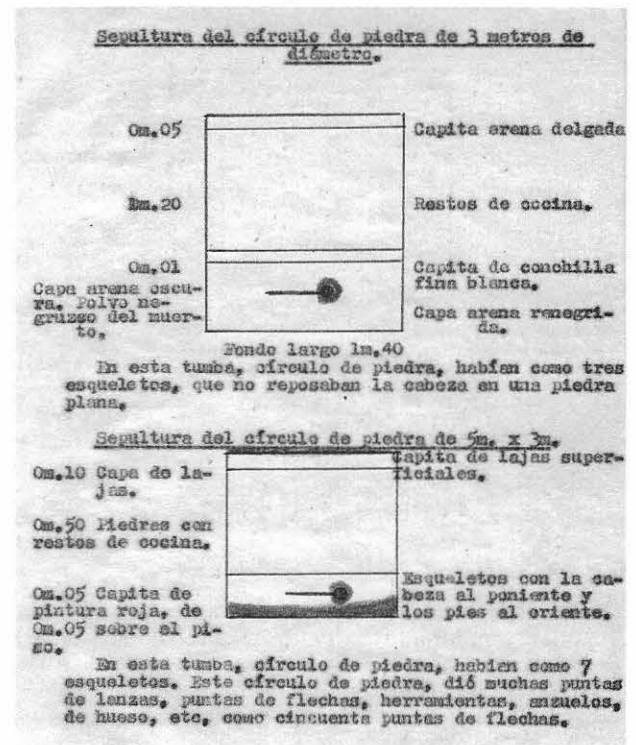 Sepultura del círculo de piedra de 3 metros de
diámetro.
0m.05
Capita arena delgada
0m.20
Restos de cocina.
0m.01
Capita de conchilla
fina blanca.
Capa arena oscu-
ra. Polvo ne-
gruzso del muer-
to.
Capa arena renegri-
da.
Fondo largo 1m.40
En esta tumba, círculo de piedra, habían como tres
esqueletos, que no reposaban la cabeza en una piedra
plana.
Sepultura del círculo de piedra de 5m. x 3m.
Capita de lajas super-
ficiales.
0m.10 Capa de la-
jas.
0m.50 Piedras con
restos de cocina.
0m.05 Capita de
pintura roja, de
0m.05 sobre el pi-
so.
Esqueletos con la ca-
beza al poniente y
los pies al oriente.
En esta tumba, círculo de piedra, habían como 7
esqueletos. Este círculo de piedra, dió muchas puntas
de lanzas, puntas de flechas, herramientas, anzuelos,
de hueso, etc, como cincuenta puntas de flechas.